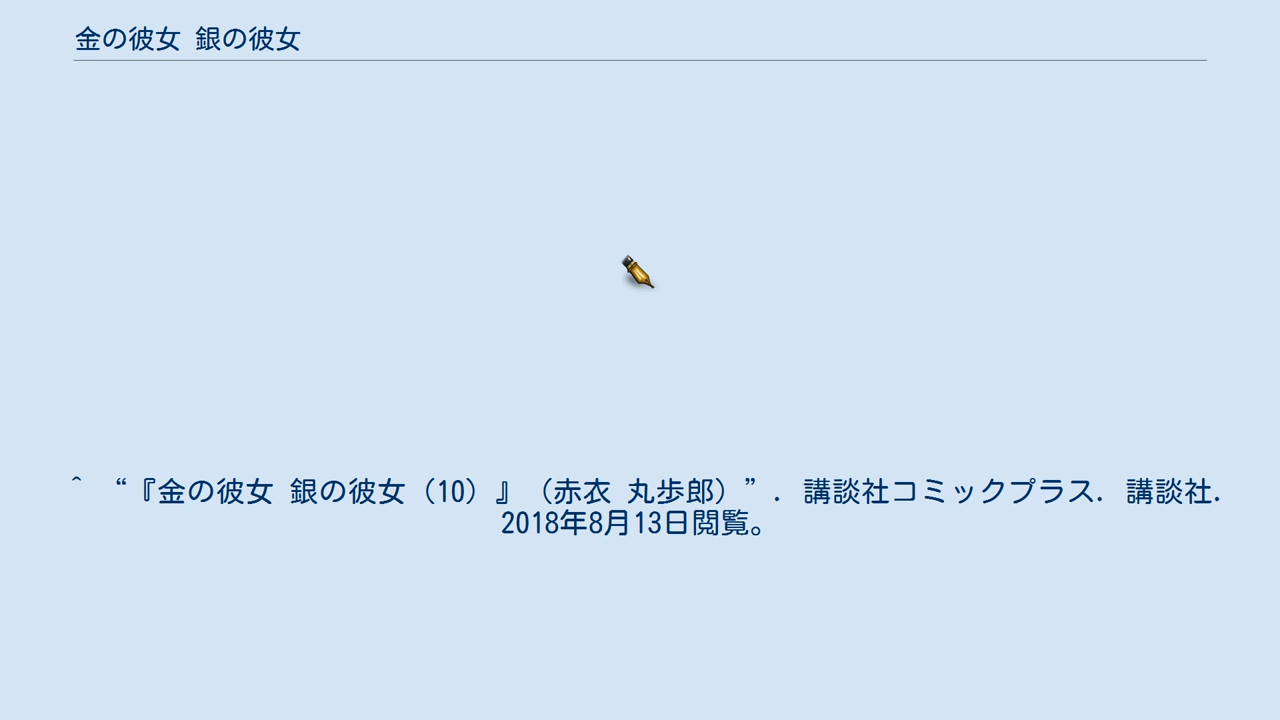 金の彼女 銀の彼女
^ “『金の彼女 銀の彼女（10）』（赤衣 丸歩郎）”. 講談社コミックプラス. 講談社.
2018年8月13日閲覧。